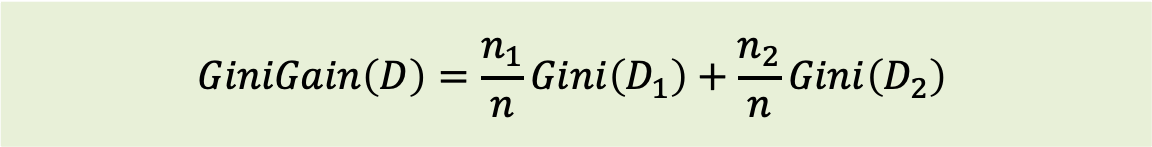 GiniGain(D) = n₁/n Gini(D₁) + n₂/n Gini(D₂)